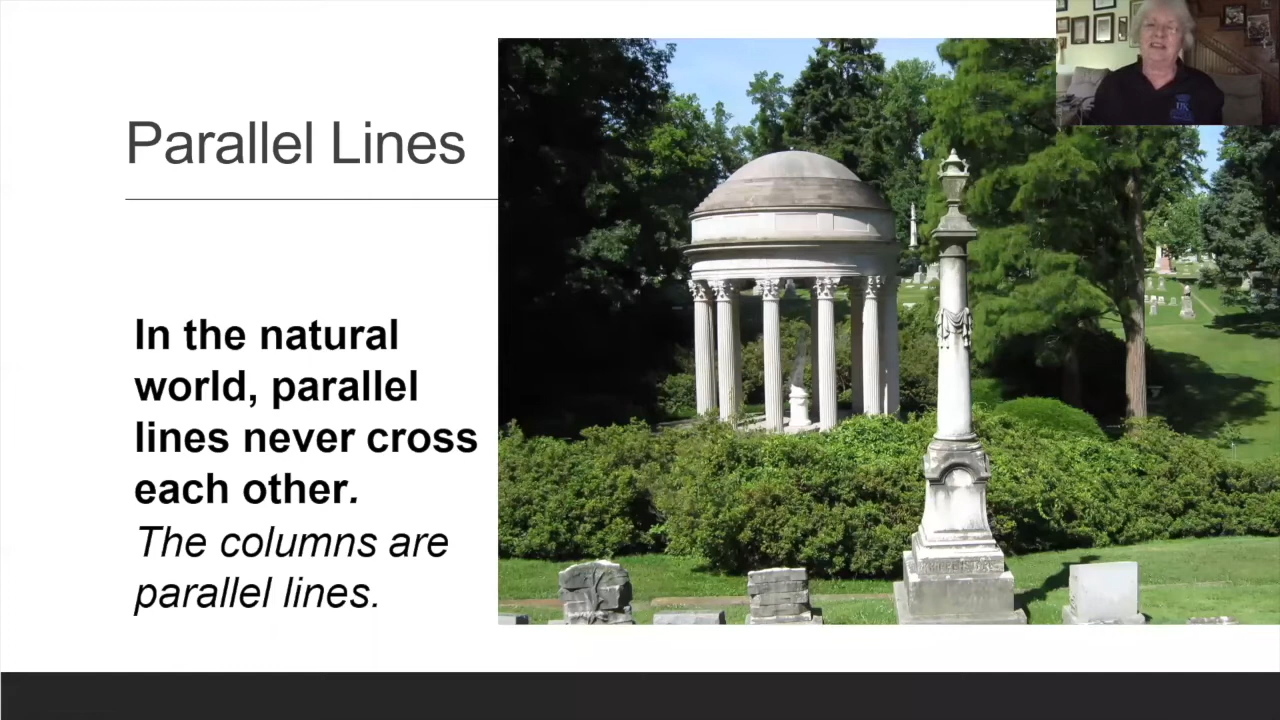 Parallel Lines
In the natural
world, parallel
lines never cross
each other.
The columns are
parallel lines.